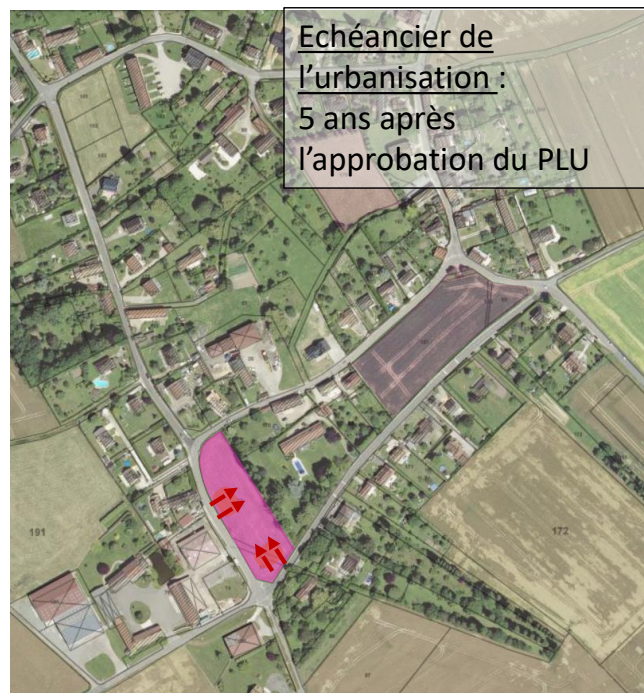 Echéancier de
l’urbanisation :
5 ans après
l’approbation du PLU
191
172